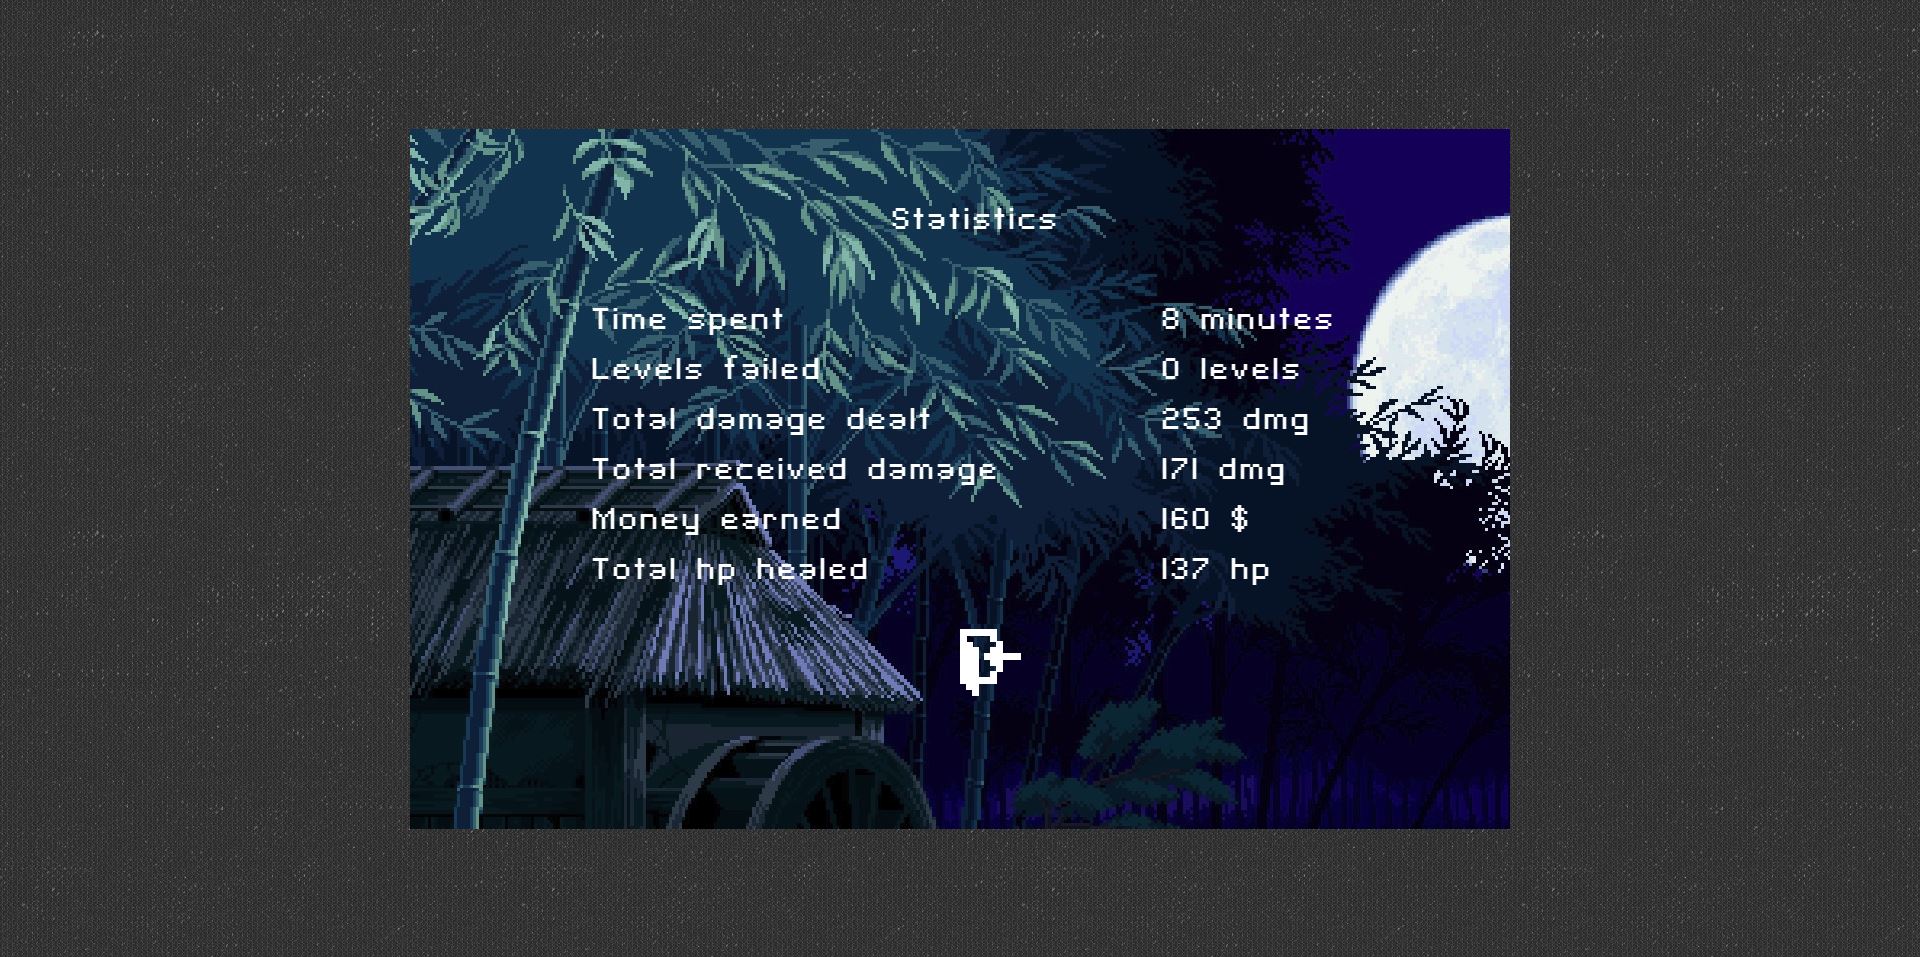 Statistics
Time spent 8 minutes
Levels failed 0 levels
Total damage dealt 253 dmg
Total received damage 171 dmg
Money earned 160 $
Total hp healed 137 hp